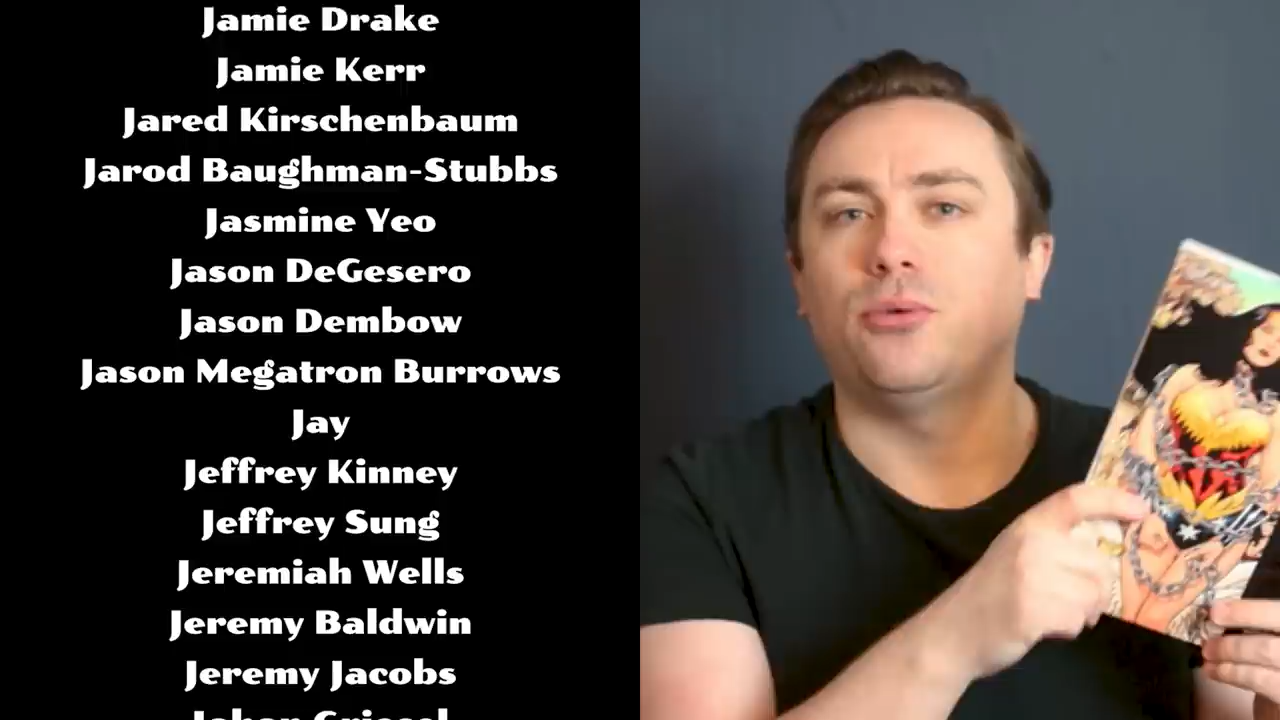 Jamie Drake
Jamie Kerr
Jared Kirschenbaum
Jarod Baughman-Stubbs
Jasmine Yeo
Jason DeGesero
Jason Dembow
Jason Megatron Burrows
Jay
Jeffrey Kinney
Jeffrey Sung
Jeremiah Wells
Jeremy Baldwin
Jeremy Jacobs